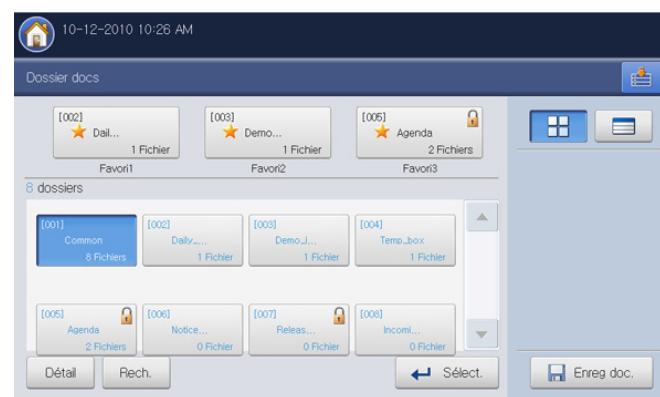 10-12-2010 10:26 AM
Dossier docs
[002]
Dail...
1 Fichier
[003]
Demo...
1 Fichier
[005]
Agenda
2 Fichiers
Favori1
Favori2
Favori3
8 dossiers
[001]
Common
8 Fichiers
[002]
Daily_...
1 Fichier
[003]
Demo_I...
1 Fichier
[004]
Temp_box
1 Fichier
[005]
Agenda
2 Fichiers
[006]
Notice...
0 Fichier
[007]
Releas...
0 Fichier
[008]
Incomi...
0 Fichier
Détail
Rech.
Sélect.
Enreg doc.